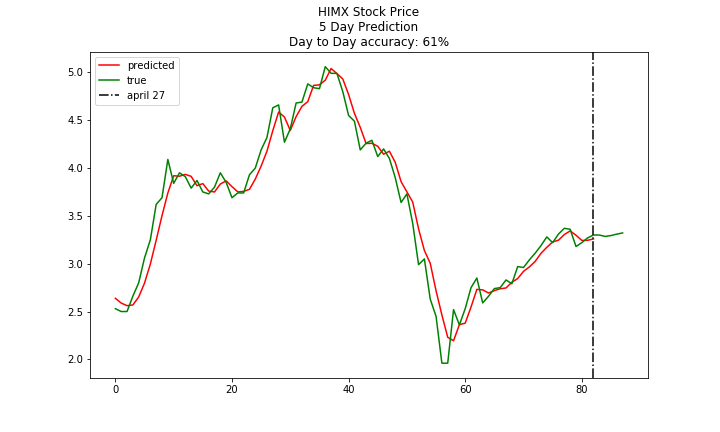 HIMX Stock Price
5 Day Prediction
Day to Day accuracy: 61%
predicted
true
april 27
5.0
4.5
4.0
3.5
3.0
2.5
2.0
0 20 40 60 80